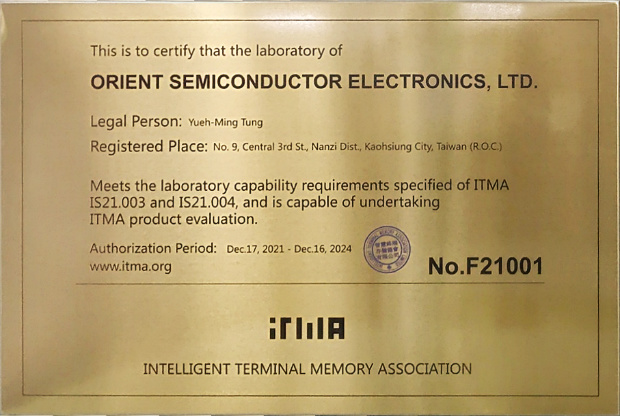 This is to certify that the laboratory of
ORIENT SEMICONDUCTOR ELECTRONICS, LTD.
Legal Person: Yueh-Ming Tung
Registered Place: No. 9, Central 3rd St., Nanzi Dist., Kaohsiung City, Taiwan (R.O.C.)
Meets the laboratory capability requirements specified of ITMA
IS21.003 and IS21.004, and is capable of undertaking
ITMA product evaluation.
Authorization Period: Dec.17, 2021 - Dec.16, 2024
www.itma.org
No.F21001
ITMA
INTELLIGENT TERMINAL MEMORY ASSOCIATION